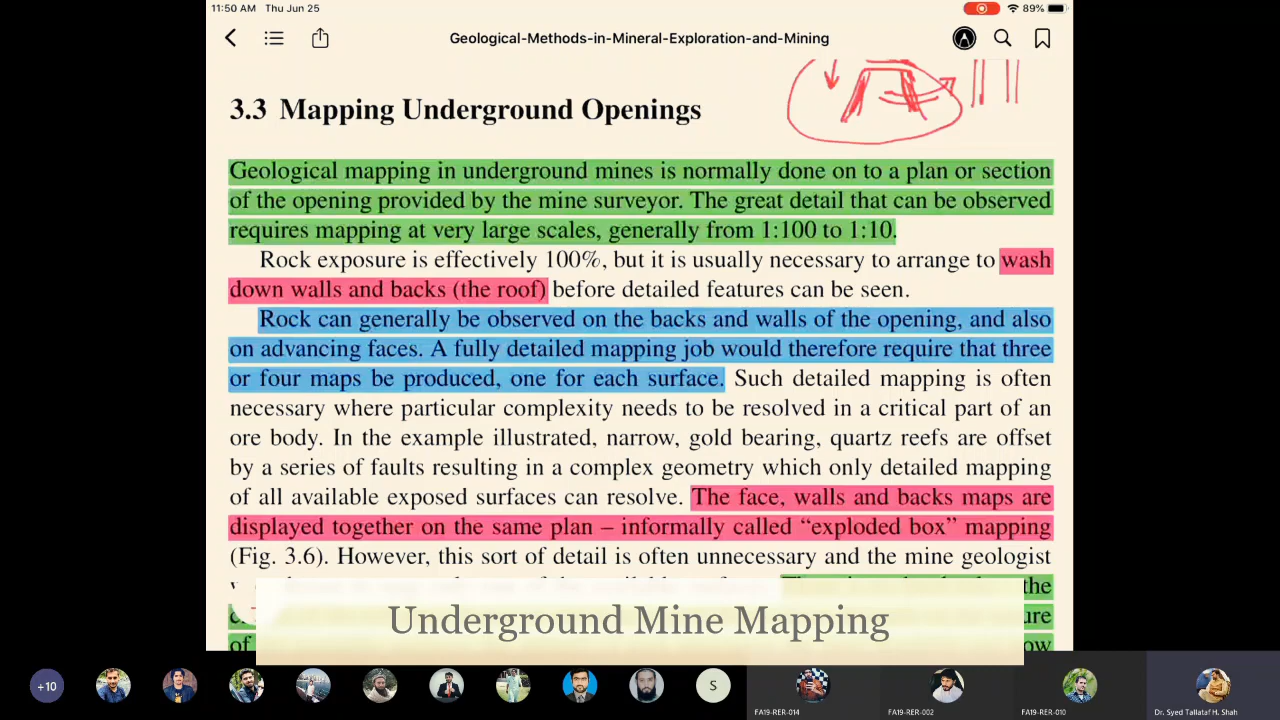 11:50 AM Thu Jun 25
89%
Geological-Methods-in-Mineral-Exploration-and-Mining
3.3 Mapping Underground Openings
Geological mapping in underground mines is normally done on to a plan or section
of the opening provided by the mine surveyor. The great detail that can be observed
requires mapping at very large scales, generally from 1:100 to 1:10.
Rock exposure is effectively 100%, but it is usually necessary to arrange to wash
down walls and backs (the roof) before detailed features can be seen.
Rock can generally be observed on the backs and walls of the opening, and also
on advancing faces. A fully detailed mapping job would therefore require that three
or four maps be produced, one for each surface. Such detailed mapping is often
necessary where particular complexity needs to be resolved in a critical part of an
ore body. In the example illustrated, narrow, gold bearing, quartz reefs are offset
by a series of faults resulting in a complex geometry which only detailed mapping
of all available exposed surfaces can resolve. The face, walls and backs maps are
displayed together on the same plan – informally called “exploded box” mapping
(Fig. 3.6). However, this sort of detail is often unnecessary and the mine geologist
the
ure
of
ow
Underground Mine Mapping
+10
S
FA19-RER-014
FA19-RER-002
FA19-RER-010
Dr. Syed Tallataf H. Shah